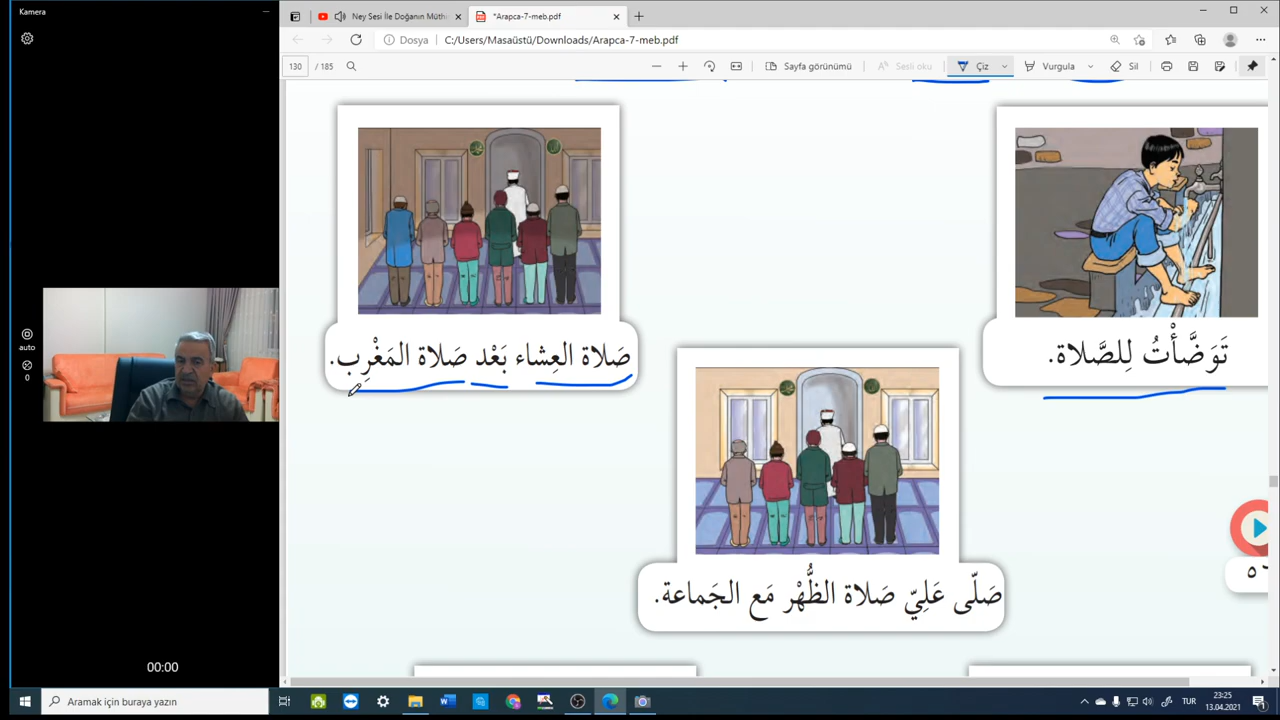 Kamera
Ney Sesi İle Doğanın Müthi
*Arapca-7-meb.pdf
Dosya
C:/Users/Masaüstü/Downloads/Arapca-7-meb.pdf
130 / 185
Sayfa görünümü
Sesli oku
Çiz
Vurgula
Sil
صَلاة العِشاء بَعْد صَلاة المَغْرِب.
تَوَضَّأْتُ لِلصَّلاة.
صَلّى عَلِيّ صَلاة الظُّهْر مَع الجَماعة.
auto
0
00:00
Aramak için buraya yazın
TUR
23:25
13.04.2021